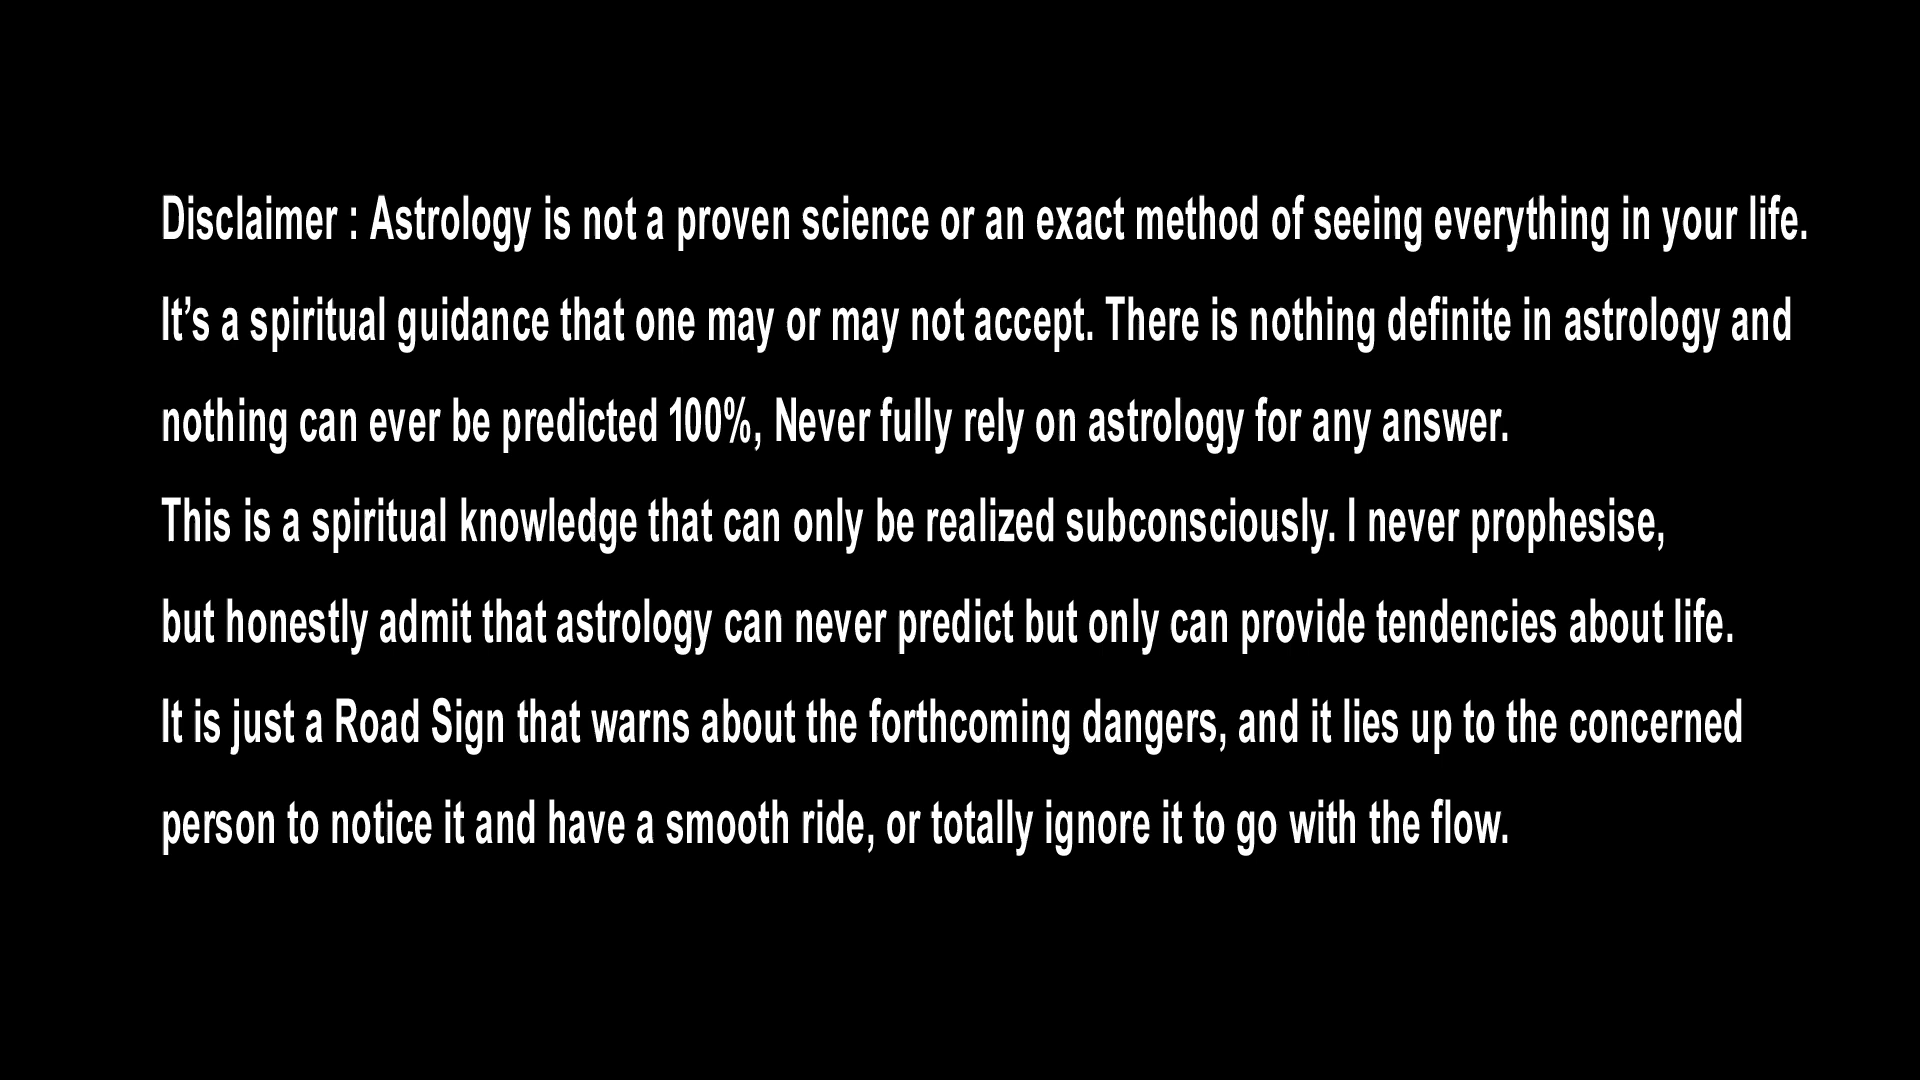 Disclaimer : Astrology is not a proven science or an exact method of seeing everything in your life.
It’s a spiritual guidance that one may or may not accept. There is nothing definite in astrology and
nothing can ever be predicted 100%, Never fully rely on astrology for any answer.
This is a spiritual knowledge that can only be realized subconsciously. I never prophesise,
but honestly admit that astrology can never predict but only can provide tendencies about life.
It is just a Road Sign that warns about the forthcoming dangers, and it lies up to the concerned
person to notice it and have a smooth ride, or totally ignore it to go with the flow.